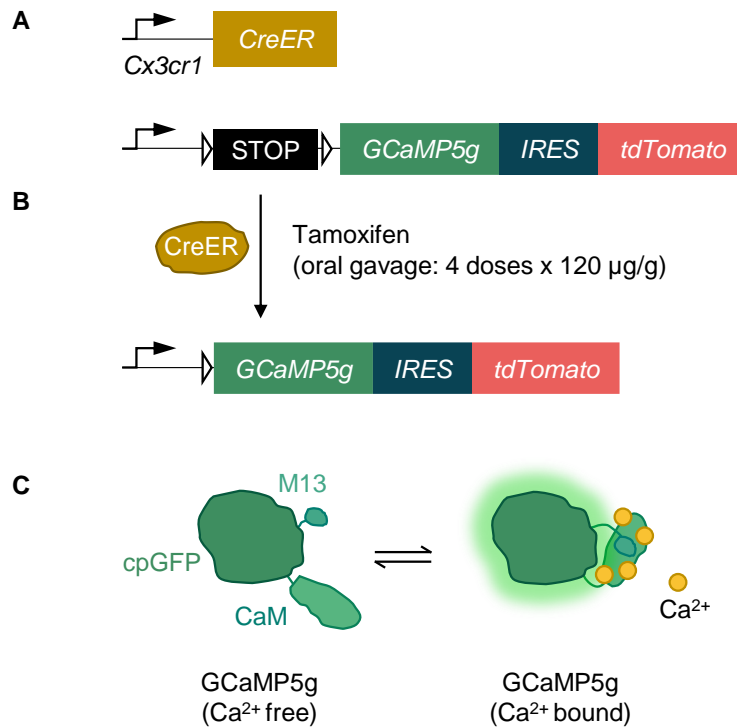 A
CreER
Cx3cr1
STOP
GCaMP5g
IRES
tdTomato
B
CreER
Tamoxifen
(oral gavage: 4 doses x 120 µg/g)
GCaMP5g
IRES
tdTomato
C
M13
cpGFP
CaM
Ca²⁺
GCaMP5g
(Ca²⁺ free)
GCaMP5g
(Ca²⁺ bound)